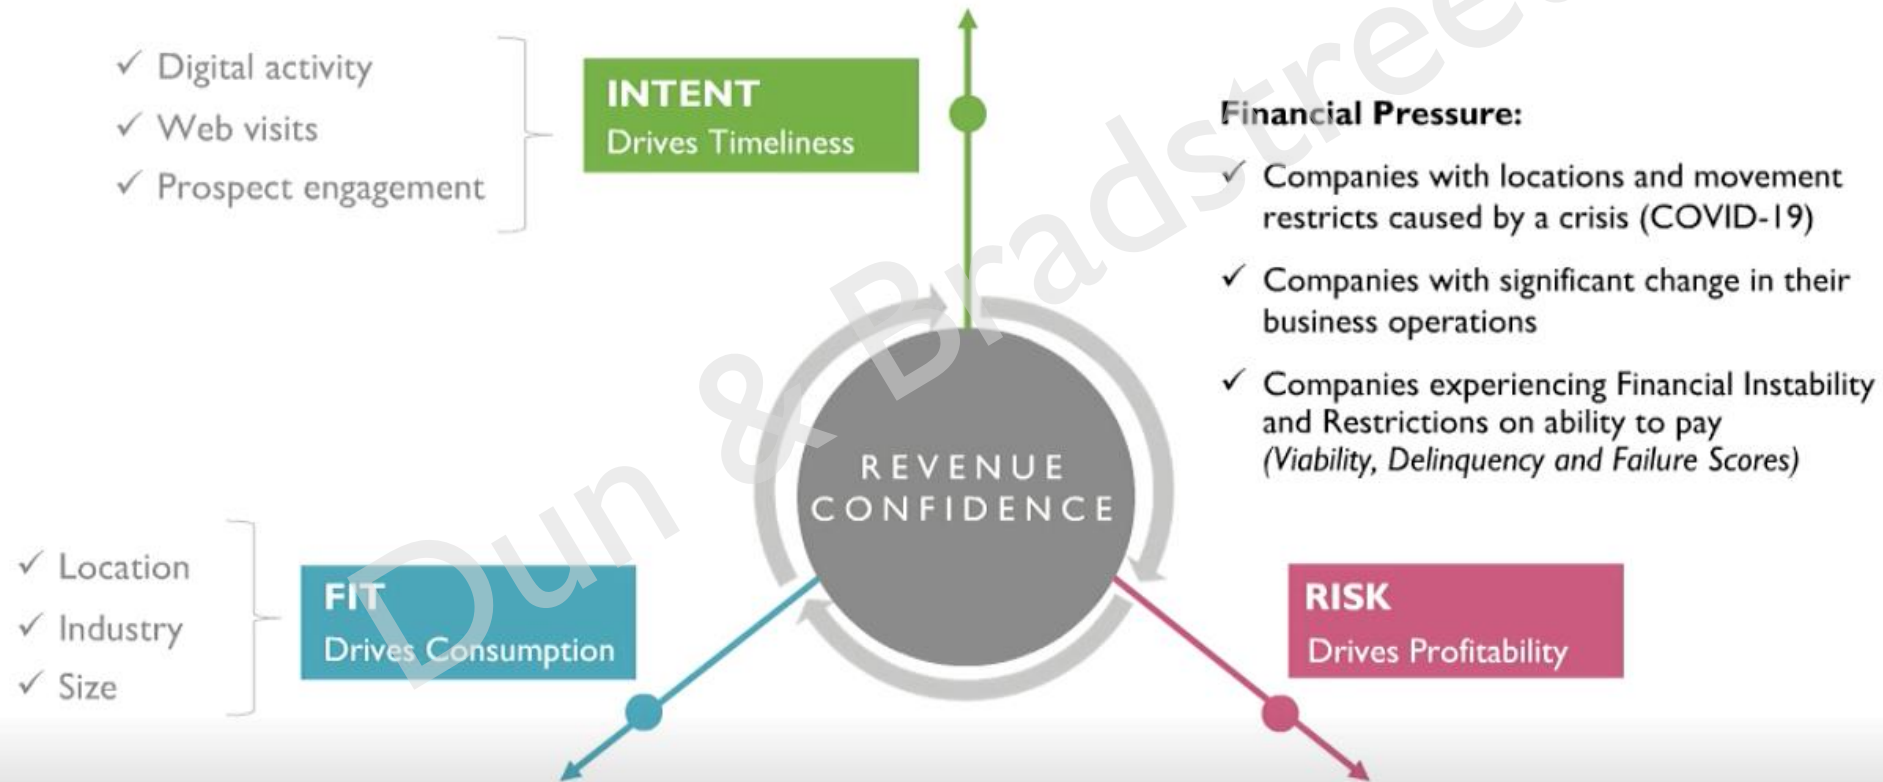 ✓ Digital activity
✓ Web visits
✓ Prospect engagement
INTENT
Drives Timeliness
Financial Pressure:
✓ Companies with locations and movement
restricts caused by a crisis (COVID-19)
✓ Companies with significant change in their
business operations
✓ Companies experiencing Financial Instability
and Restrictions on ability to pay
(Viability, Delinquency and Failure Scores)
REVENUE
CONFIDENCE
✓ Location
✓ Industry
✓ Size
FIT
Drives Consumption
RISK
Drives Profitability
Dun & Bradstreet